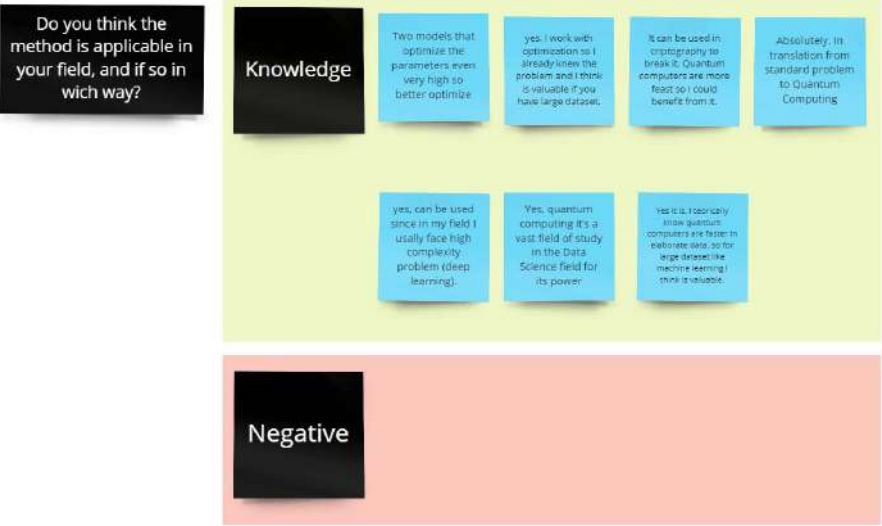 Do you think the
method is applicable in
your field, and if so in
wich way?
Knowledge
Two models that
optimize the
parameters even
very high so
better optimize
yes. I work with
optimization so I
already knew the
problem and I think
is valuable if you
have large dataset.
It can be used in
criptography to
break it. Quantum
computers are more
feast so I could
benefit from it.
Absolutely. In
translation from
standard problem
to Quantum
Computing
yes, can be used
since in my field I
usally face high
complexity
problem (deep
learning).
Yes, quantum
computing it's a
vast field of study
in the Data
Science field for
its power
Yes it is, I teorically
know quantum
computers are faster in
elaborate data, so for
large dataset like
machine learning I
think is valuable.
Negative